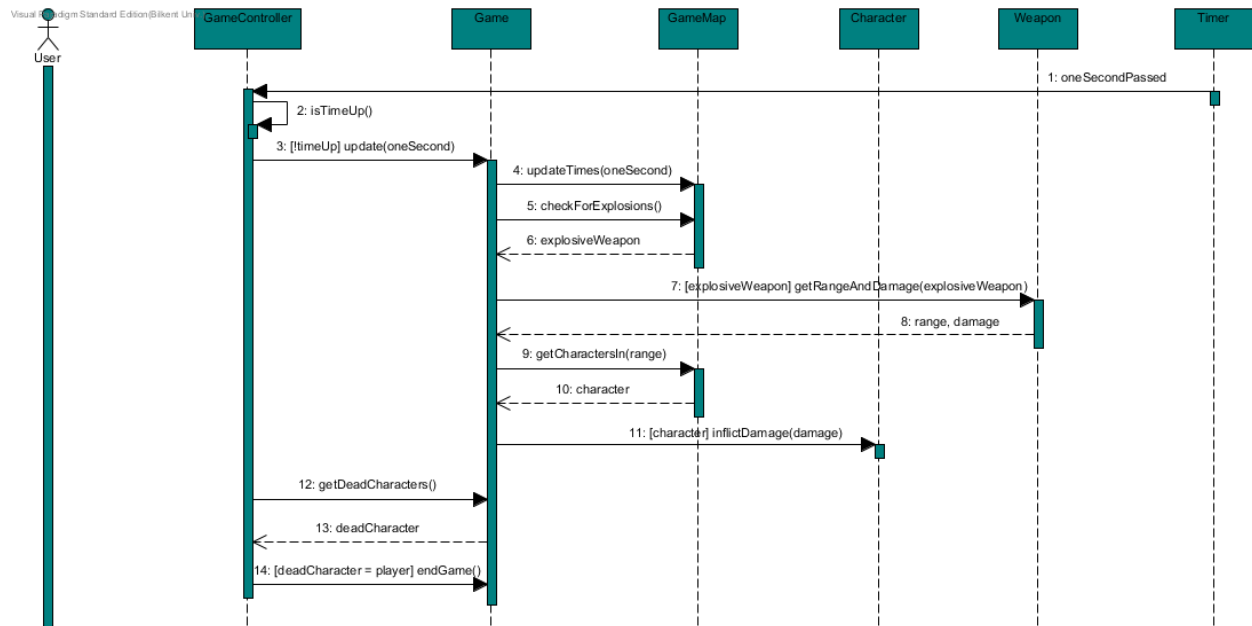 Visual Paradigm Standard Edition(Bilkent Un
User
GameController
Game
GameMap
Character
Weapon
Timer
1: oneSecondPassed
2: isTimeUp()
3: [!timeUp] update(oneSecond)
4: updateTimes(oneSecond)
5: checkForExplosions()
6: explosiveWeapon
7: [explosiveWeapon] getRangeAndDamage(explosiveWeapon)
8: range, damage
9: getChartersIn(range)
10: character
11: [character] inflictDamage(damage)
12: getDeadCharacters()
13: deadCharacter
14: [deadCharacter = player] endGame()